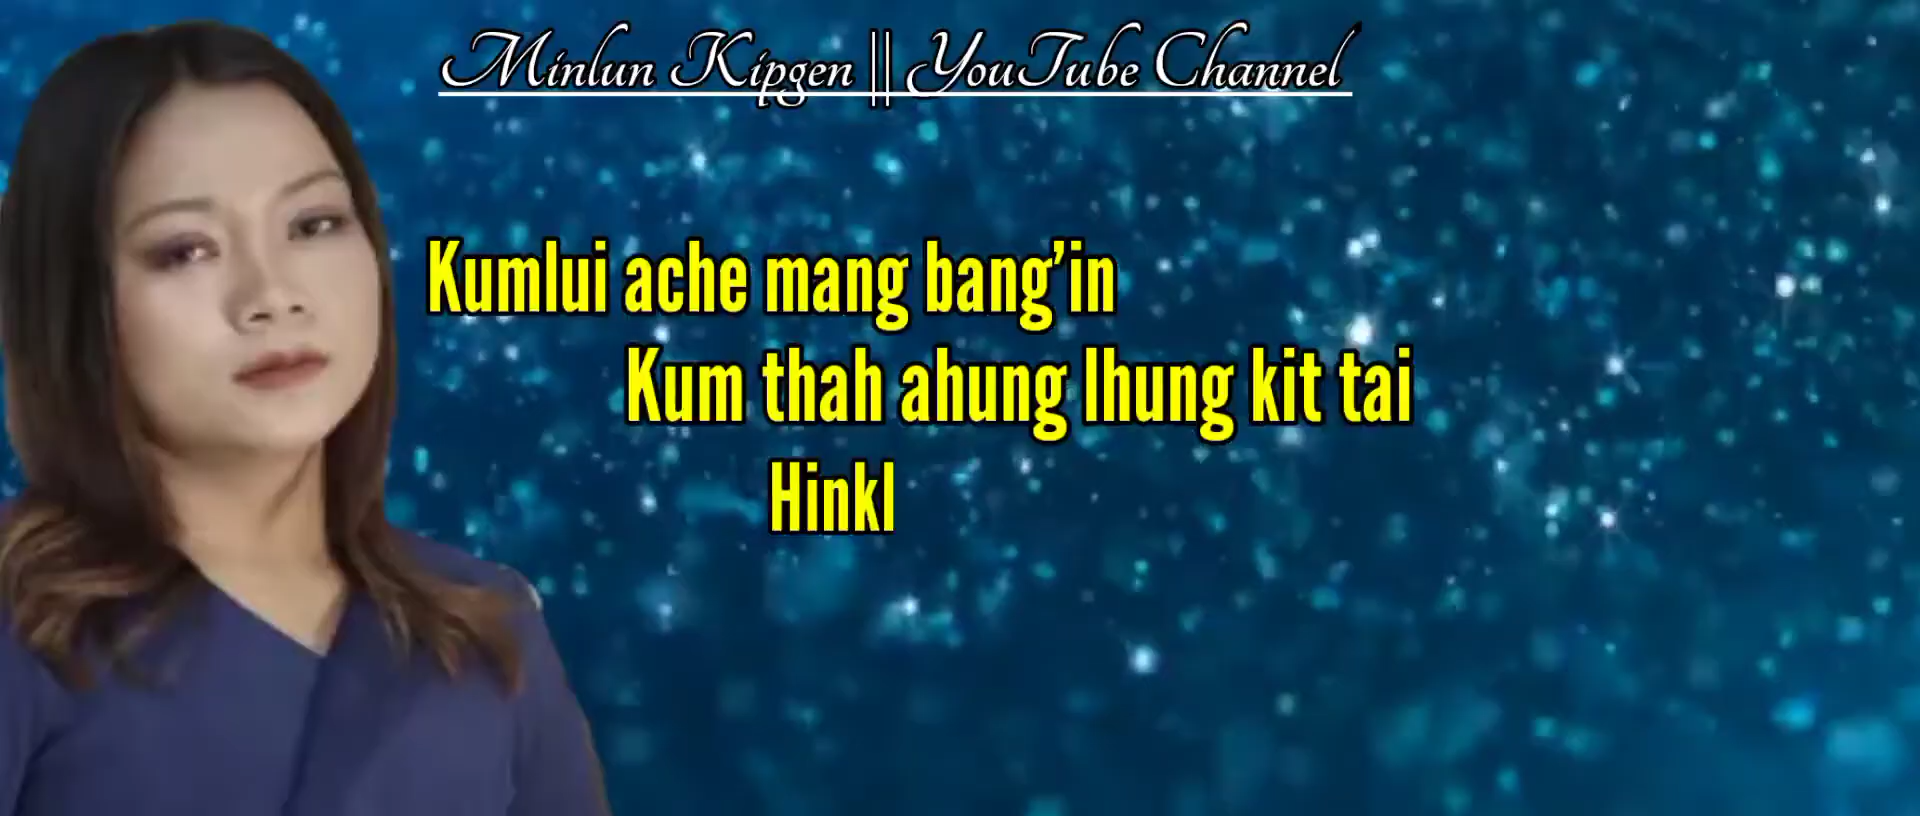 Minlun Kipgen || YouTube Channel
Kumlui ache mang bang’in
Kum thah ahung lhung kit tai
Hinkl